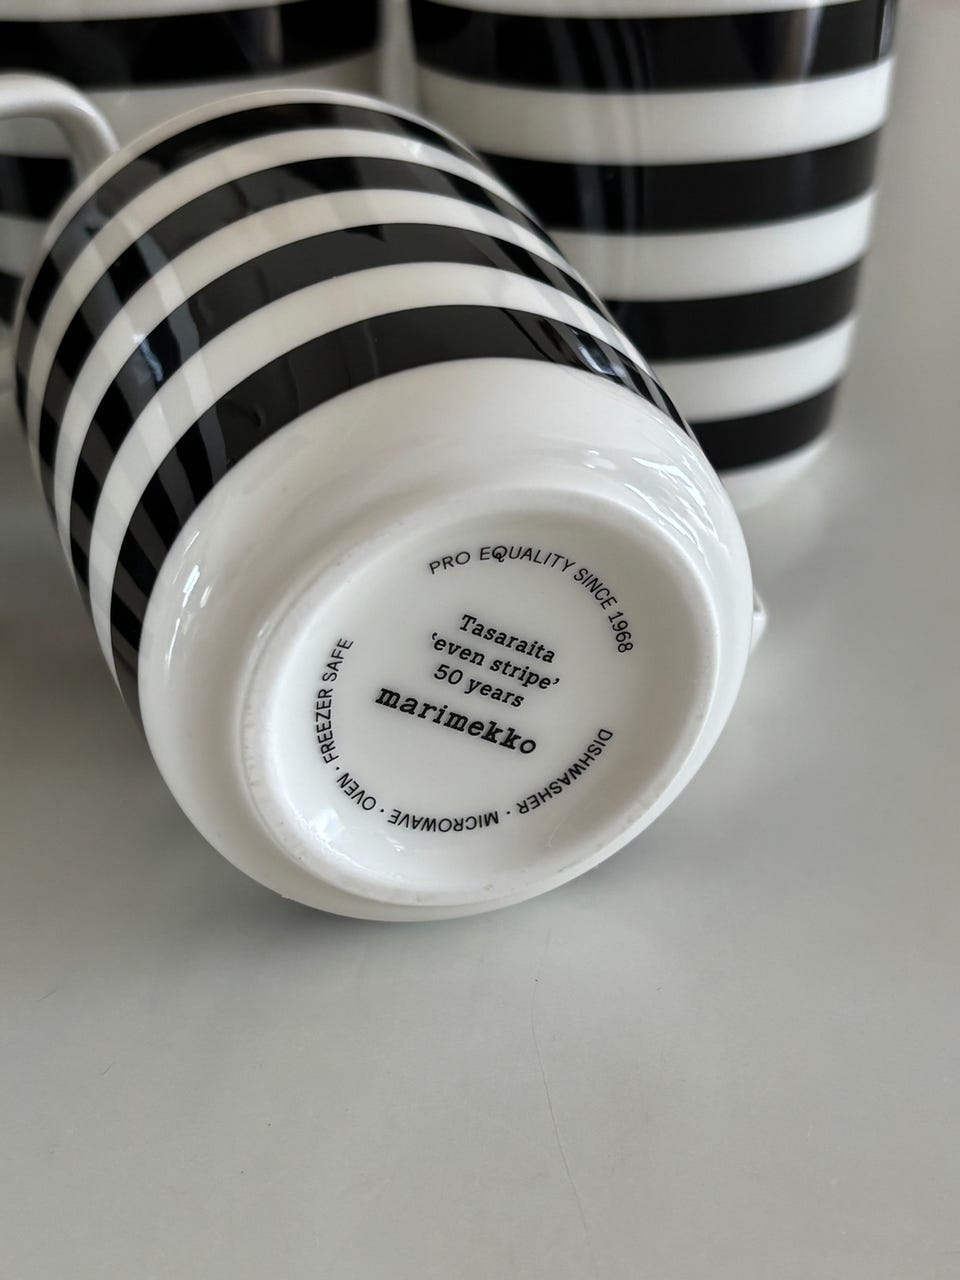 PRO EQUALITY SINCE 1968
Tasaraita
‘even stripe’
50 years
marimekko
DISHWASHER · MICROWAVE · OVEN · FREEZER SAFE